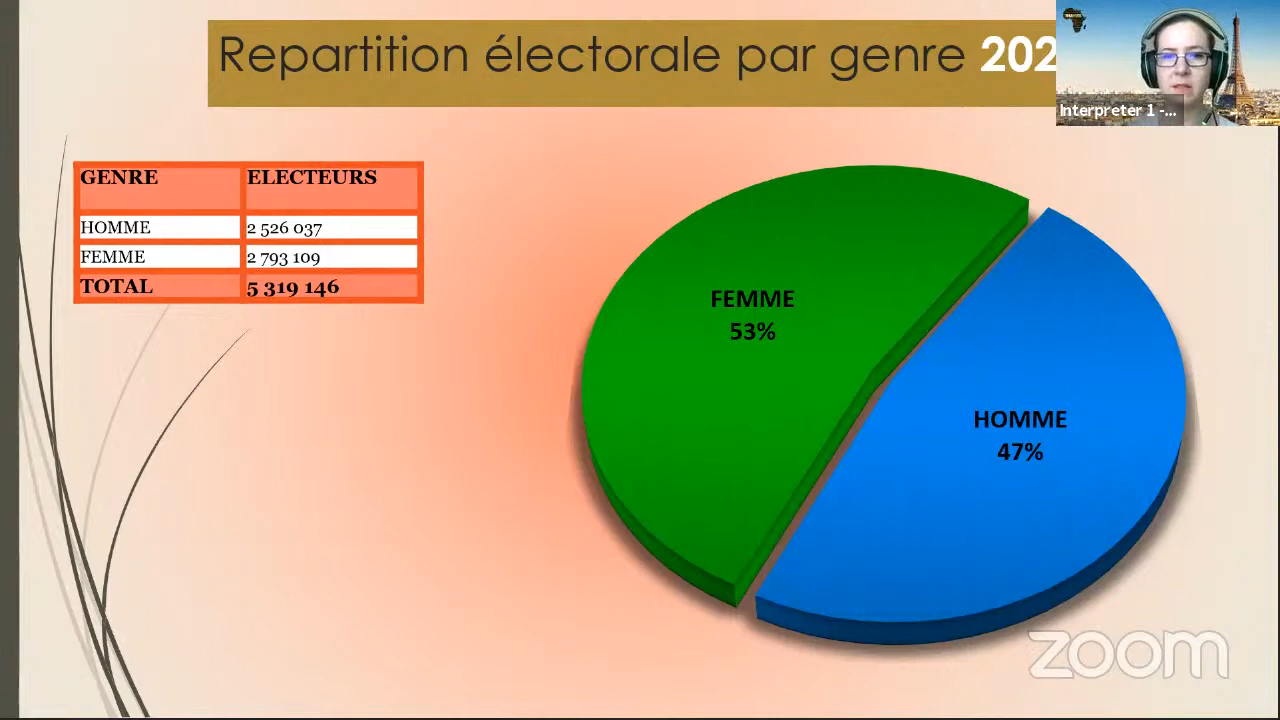 Repartition électorale par genre 202
Interpreter 1 -...
GENRE ELECTEURS
HOMME 2 526 037
FEMME 2 793 109
TOTAL 5 319 146
FEMME
53%
HOMME
47%
zoom